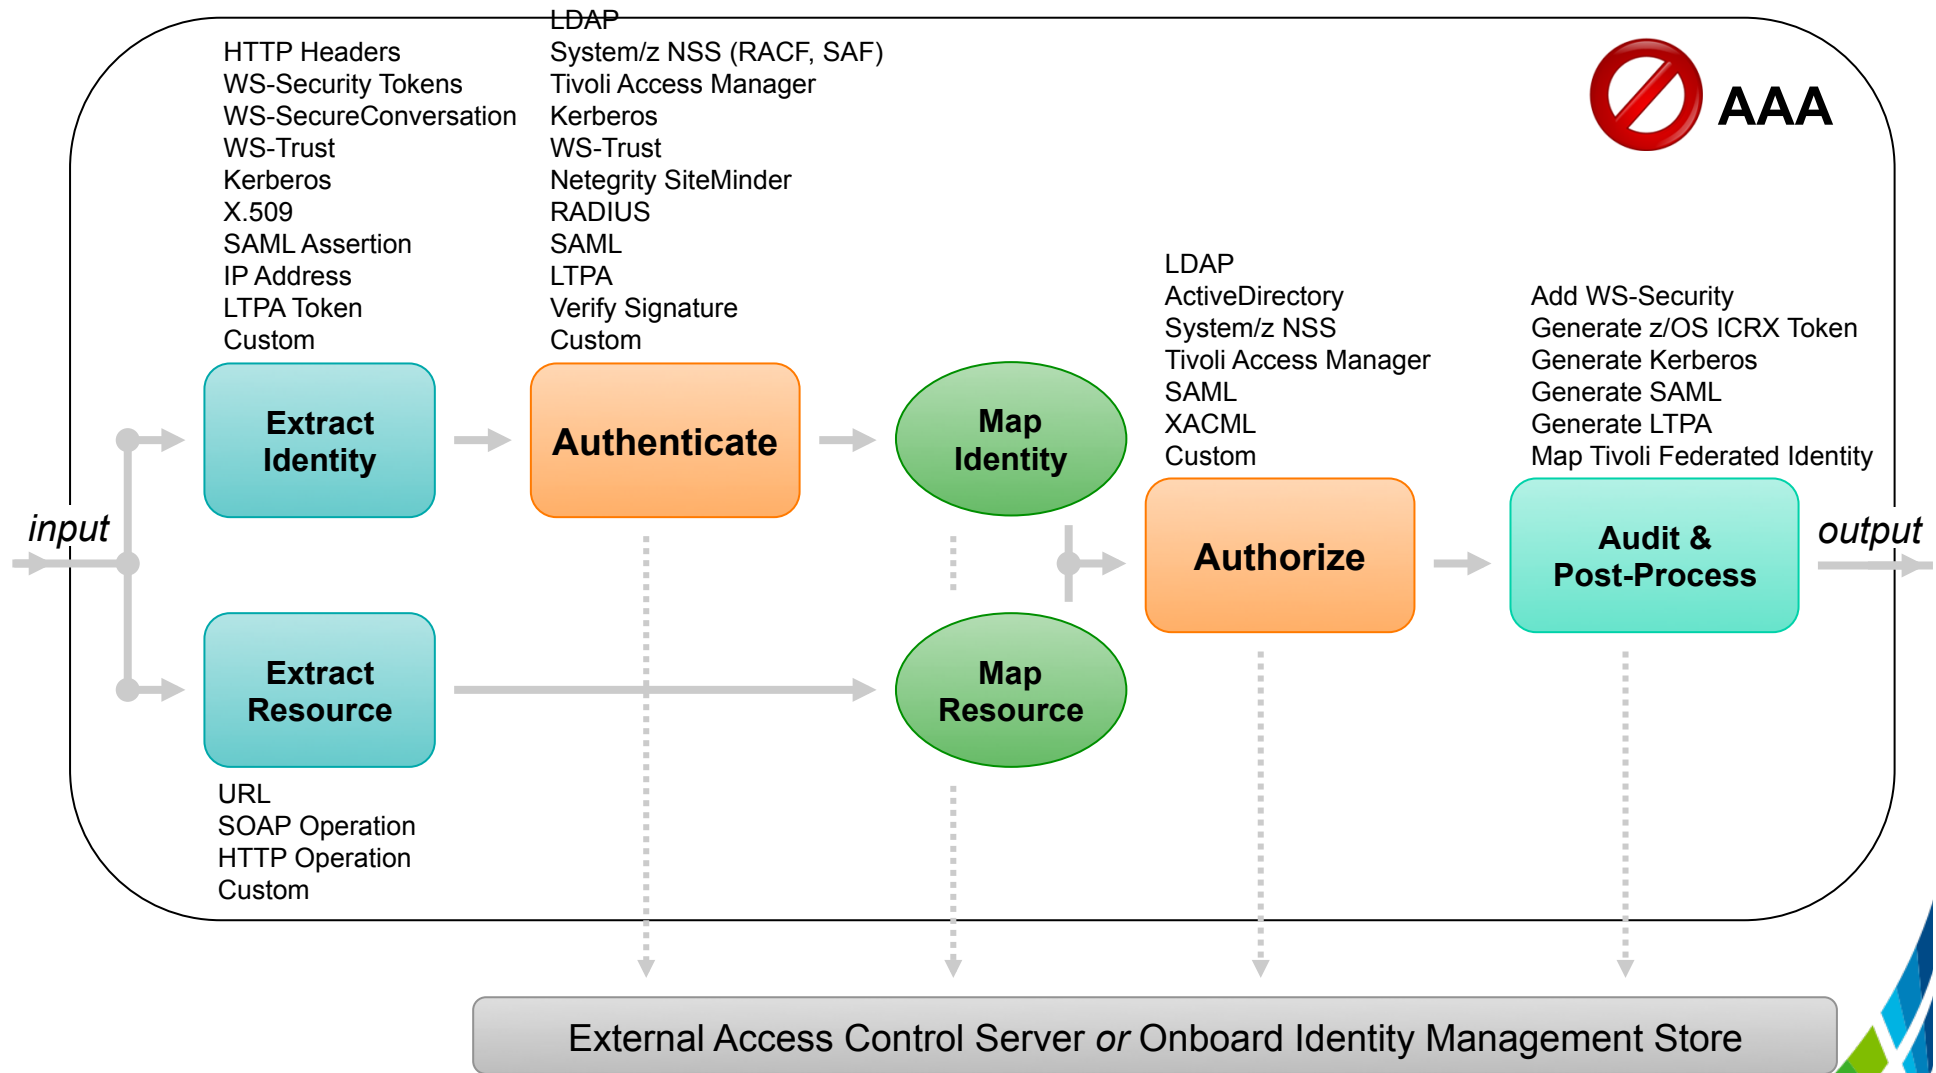 HTTP Headers
WS-Security Tokens
WS-SecureConversation
WS-Trust
Kerberos
X.509
SAML Assertion
IP Address
LTPA Token
Custom
LDAP
System/z NSS (RACF, SAF)
Tivoli Access Manager
Kerberos
WS-Trust
Netegrity SiteMinder
RADIUS
SAML
LTPA
Verify Signature
Custom
AAA
LDAP
ActiveDirectory
System/z NSS
Tivoli Access Manager
SAML
XACML
Custom
Add WS-Security
Generate z/OS ICRX Token
Generate Kerberos
Generate SAML
Generate LTPA
Map Tivoli Federated Identity
input
Extract
Identity
Authenticate
Map
Identity
Authorize
Audit &
Post-Process
output
Extract
Resource
Map
Resource
URL
SOAP Operation
HTTP Operation
Custom
External Access Control Server or Onboard Identity Management Store